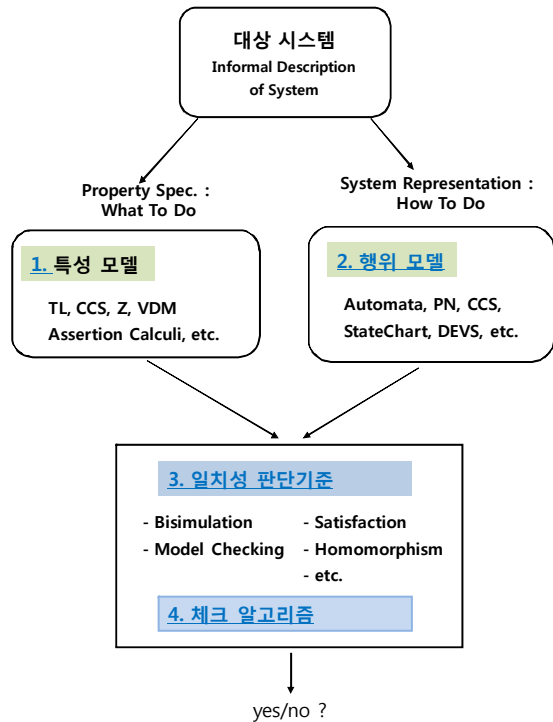 대상 시스템
Informal Description
of System
Property Spec. :
What To Do
System Representation :
How To Do
1. 특성 모델
TL, CCS, Z, VDM
Assertion Calculi, etc.
2. 행위 모델
Automata, PN, CCS,
StateChart, DEVS, etc.
3. 일치성 판단기준
- Bisimulation
- Model Checking
- Satisfaction
- Homomorphism
- etc.
4. 체크 알고리즘
yes/no ?